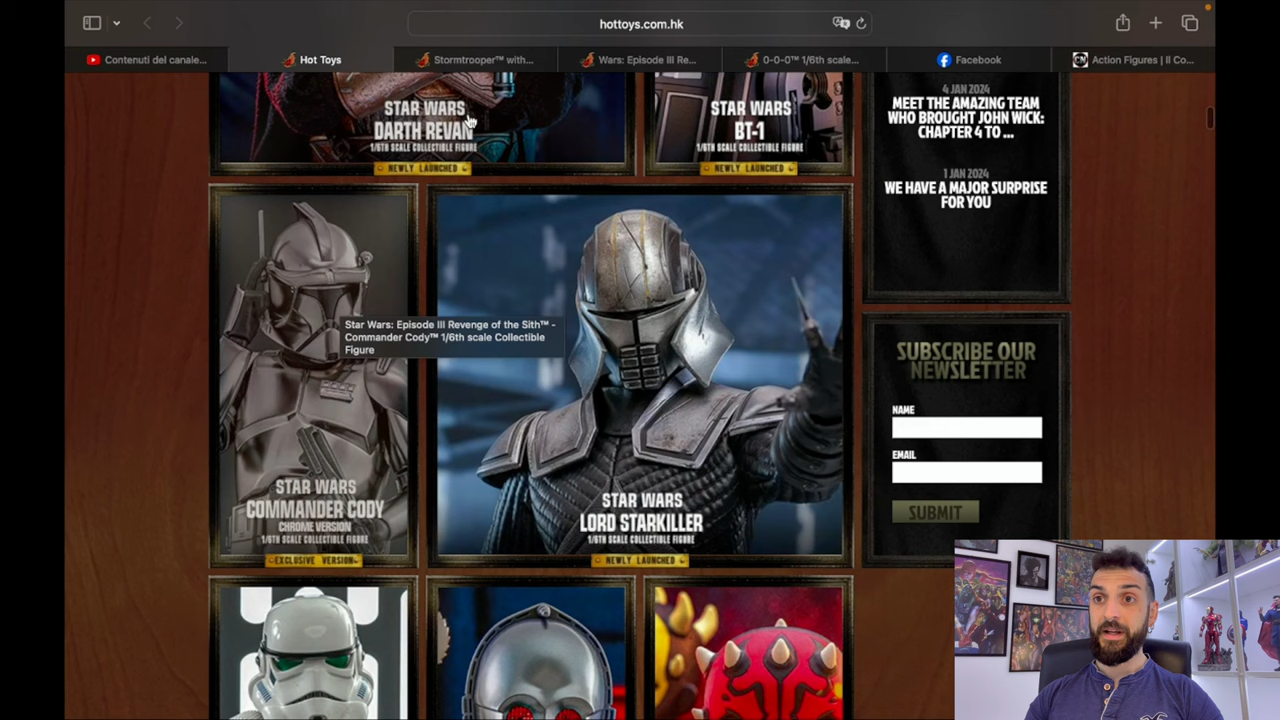 hottoys.com.hk
Contenuti del canale...
Hot Toys
Stormtrooper™ with...
Wars: Episode III Re...
0-0-0™ 1/6th scale...
Facebook
Action Figures | Il Co...
STAR WARS
DARTH REVAN
1/6TH SCALE COLLECTIBLE FIGURE
NEWLY LAUNCHED
STAR WARS
BT-1
1/6TH SCALE COLLECTIBLE FIGURE
NEWLY LAUNCHED
4 JAN 2024
MEET THE AMAZING TEAM
WHO BROUGHT JOHN WICK:
CHAPTER 4 TO ...
1 JAN 2024
WE HAVE A MAJOR SURPRISE
FOR YOU
Star Wars: Episode III Revenge of the Sith™ -
Commander Cody™ 1/6th scale Collectible
Figure
STAR WARS
COMMANDER CODY
CHROME VERSION
1/6TH SCALE COLLECTIBLE FIGURE
EXCLUSIVE VERSION
STAR WARS
LORD STARKILLER
1/6TH SCALE COLLECTIBLE FIGURE
NEWLY LAUNCHED
SUBSCRIBE OUR
NEWSLETTER
NAME
EMAIL
SUBMIT